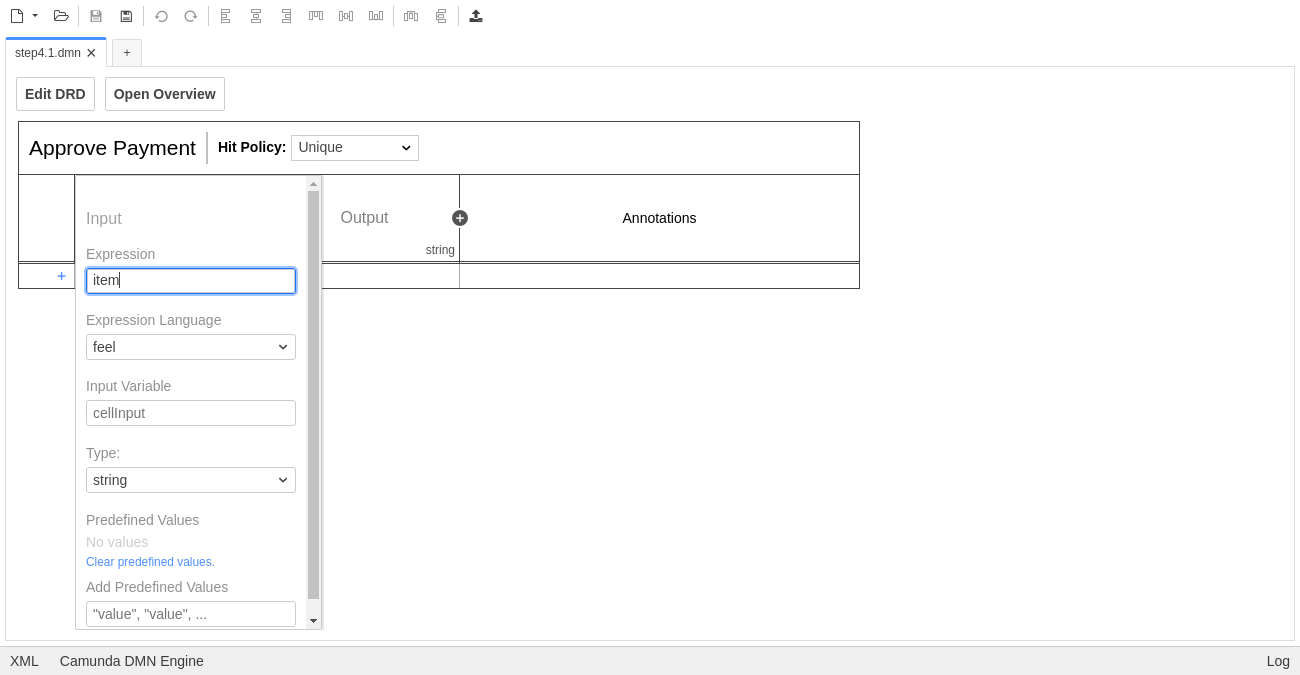 step4.1.dmn
+
Edit DRD
Open Overview
Approve Payment
Hit Policy:
Unique
Input
Output
Annotations
string
+
Expression
item
Expression Language
feel
Input Variable
cellInput
Type:
string
Predefined Values
No values
Clear predefined values.
Add Predefined Values
"value", "value", ...
XML
Camunda DMN Engine
Log